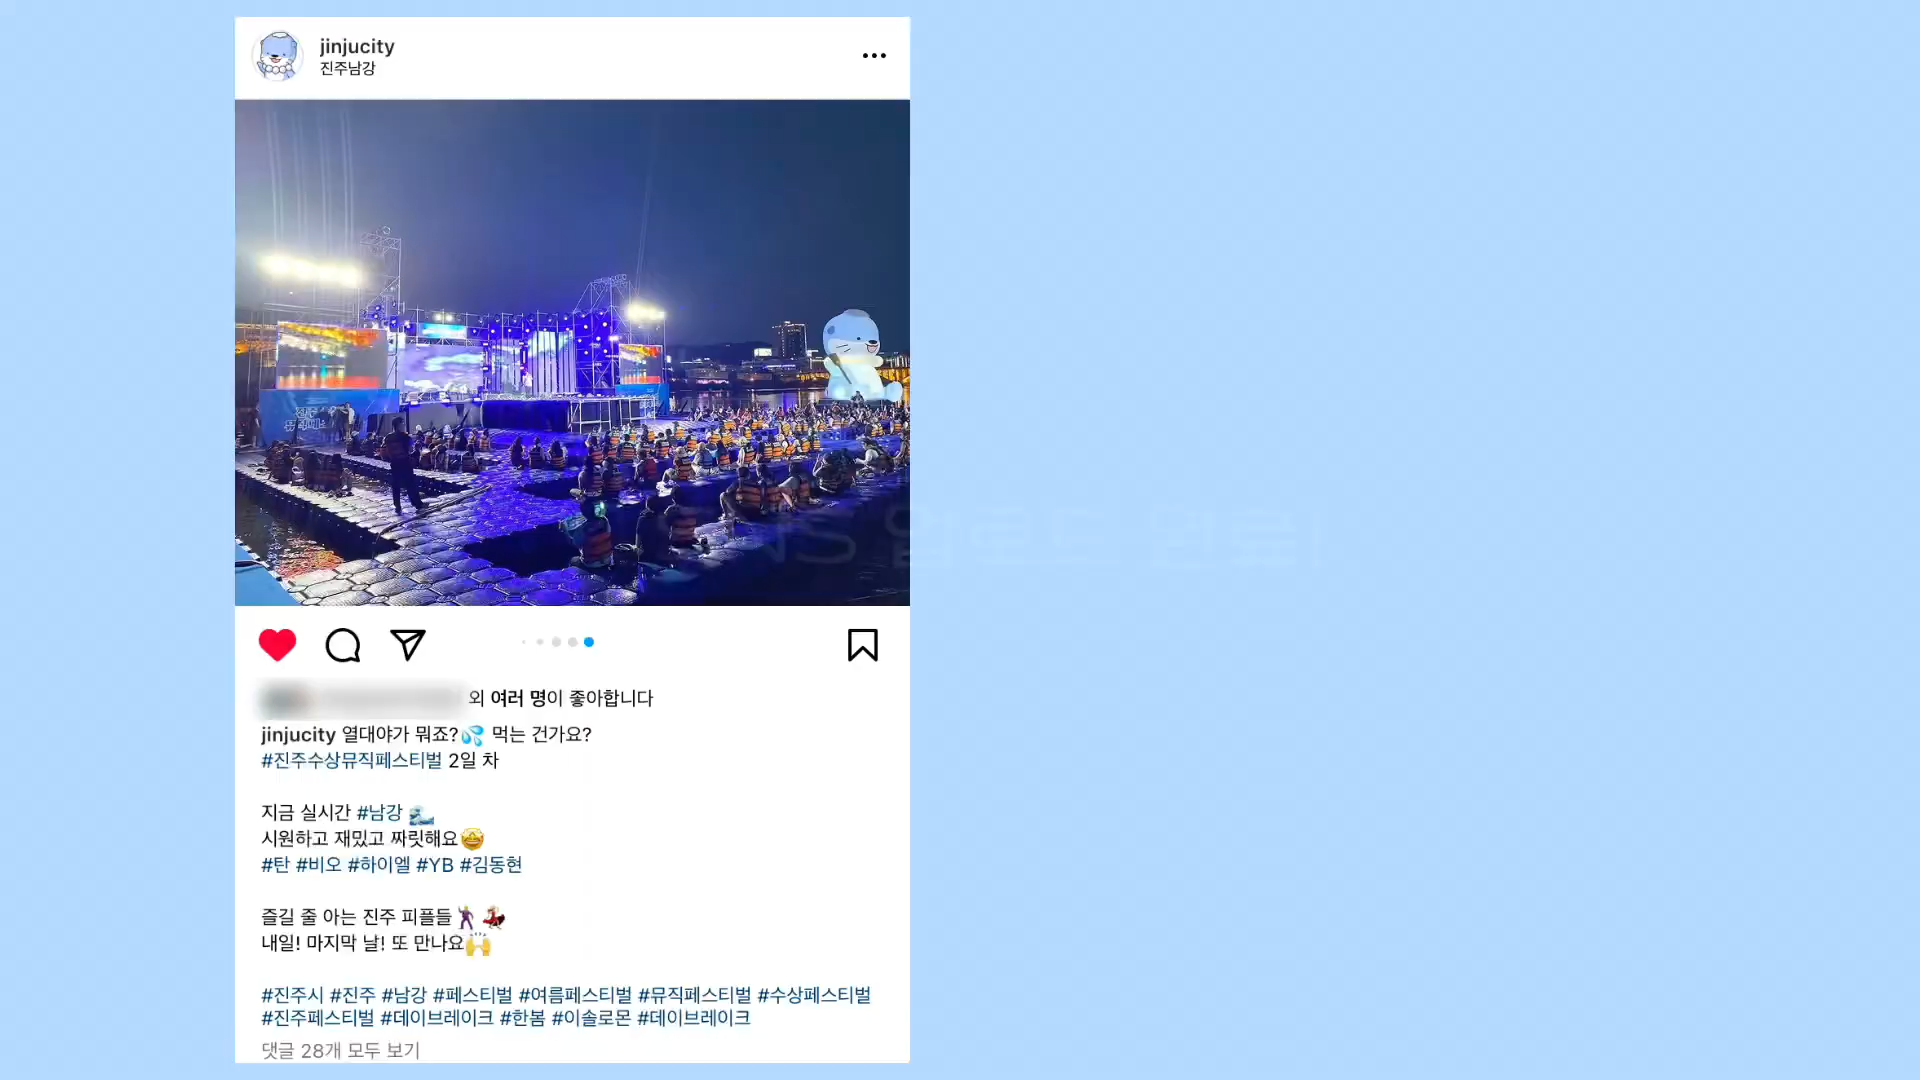 jinjucity
진주남강
외 여러 명이 좋아합니다
jinjucity 열대야가 뭐죠?💦 먹는 건가요?
#진주수상뮤직페스티벌 2일 차
지금 실시간 #남강 🌊
시원하고 재밌고 짜릿해요🤩
#탄 #비오 #하이엘 #YB #김동현
즐길 줄 아는 진주 피플들🕺 💃
내일! 마지막 날! 또 만나요🙌
#진주시 #진주 #남강 #페스티벌 #여름페스티벌 #뮤직페스티벌 #수상페스티벌
#진주페스티벌 #데이브레이크 #한봄 #이솔로몬 #데이브레이크
댓글 28개 모두 보기